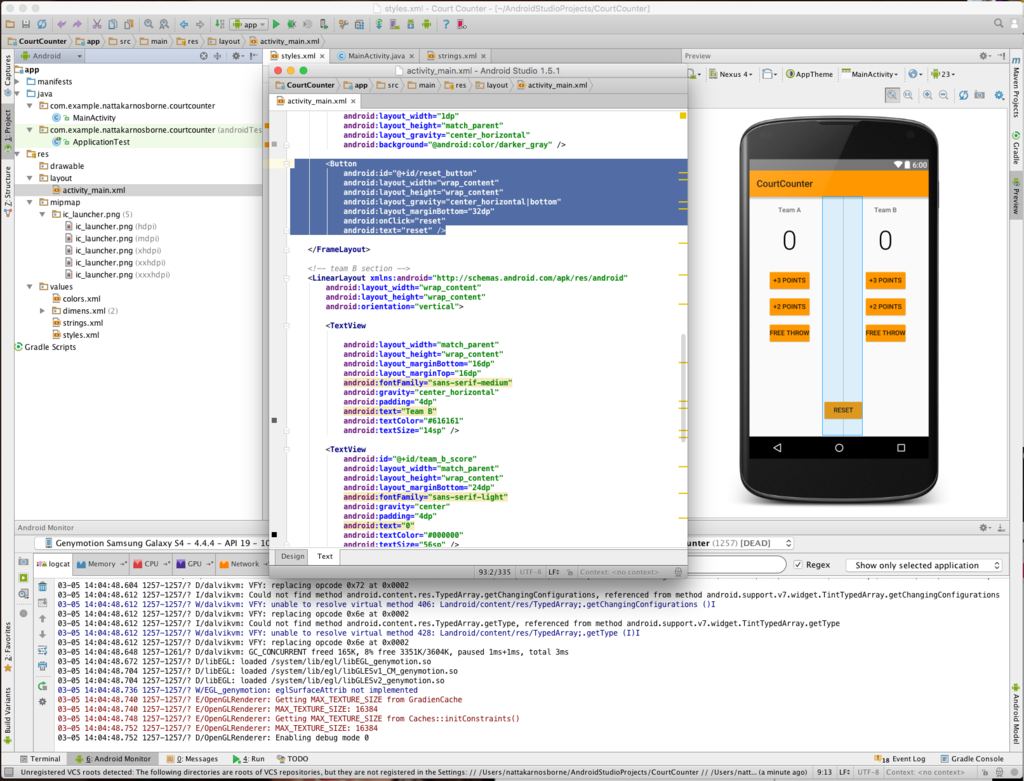 styles.xml - CourtCounter - [~/AndroidStudioProjects/CourtCounter]
app
CourtCounter app src main res layout activity_main.xml
Android
styles.xml MainActivity.java strings.xml
Preview
activity_main.xml - Android Studio 1.5.1
CourtCounter app src main res layout activity_main.xml
activity_main.xml
Nexus 4 AppTheme MainActivity 23
Captures
1: Project
Z: Structure
2: Favorites
Build Variants
app
manifests
java
com.example.nattakarnosborne.courtcounter
MainActivity
com.example.nattakarnosborne.courtcounter (androidTes
ApplicationTest
res
drawable
layout
activity_main.xml
mipmap
ic_launcher.png (5)
ic_launcher.png (hdpi)
ic_launcher.png (mdpi)
ic_launcher.png (xhdpi)
ic_launcher.png (xxhdpi)
ic_launcher.png (xxxhdpi)
values
colors.xml
dimens.xml (2)
strings.xml
styles.xml
Gradle Scripts
android:layout_width="1dp"
android:layout_height="match_parent"
android:layout_gravity="center_horizontal"
android:background="@android:color/darker_gray" />
<Button
android:id="@+id/reset_button"
android:layout_width="wrap_content"
android:layout_height="wrap_content"
android:layout_gravity="center_horizontal|bottom"
android:layout_marginBottom="32dp"
android:onClick="reset"
android:text="reset" />
</FrameLayout>
<!-- team B section -->
<LinearLayout xmlns:android="http://schemas.android.com/apk/res/android"
android:layout_width="wrap_content"
android:layout_height="wrap_content"
android:orientation="vertical">
<TextView
android:layout_width="match_parent"
android:layout_height="wrap_content"
android:layout_marginBottom="16dp"
android:layout_marginTop="16dp"
android:fontFamily="sans-serif-medium"
android:gravity="center_horizontal"
android:padding="4dp"
android:text="Team B"
android:textColor="#616161"
android:textSize="14sp" />
<TextView
android:id="@+id/team_b_score"
android:layout_width="match_parent"
android:layout_height="wrap_content"
android:layout_marginBottom="24dp"
android:fontFamily="sans-serif-light"
android:gravity="center"
android:padding="4dp"
android:text="0"
android:textColor="#000000"
android:textSize="56sp" />
Design Text
93:2/335 UTF-8 LF Context: <no context>
6:00
CourtCounter
Team A Team B
0 0
+3 POINTS +3 POINTS
+2 POINTS +2 POINTS
FREE THROW FREE THROW
RESET
Maven Projects
Gradle
Preview
Android Model
Android Monitor
Genymotion Samsung Galaxy S4 - 4.4.4 - API 19 - 10
unter (1257) [DEAD]
logcat Memory CPU GPU Network
Regex Show only selected application
03-05 14:04:48.604 1257-1257/? D/dalvikvm: VFY: replacing opcode 0x72 at 0x0002
03-05 14:04:48.640 1257-1257/? I/dalvikvm: Could not find method android.content.res.TypedArray.getChangingConfigurations, referenced from method android.support.v7.widget.TintTypedArray.getChangingConfigurations
03-05 14:04:48.640 1257-1257/? W/dalvikvm: VFY: unable to resolve virtual method 406: Landroid/content/res/TypedArray;.getChangingConfigurations ()I
03-05 14:04:48.640 1257-1257/? D/dalvikvm: VFY: replacing opcode 0x6e at 0x0002
03-05 14:04:48.640 1257-1257/? I/dalvikvm: Could not find method android.content.res.TypedArray.getType, referenced from method android.support.v7.widget.TintTypedArray.getType
03-05 14:04:48.640 1257-1257/? W/dalvikvm: VFY: unable to resolve virtual method 428: Landroid/content/res/TypedArray;.getType (I)I
03-05 14:04:48.640 1257-1257/? D/dalvikvm: VFY: replacing opcode 0x6e at 0x0002
03-05 14:04:48.648 1257-1261/? D/dalvikvm: GC_CONCURRENT freed 165K, 8% free 3351K/3604K, paused 1ms+1ms, total 3ms
03-05 14:04:48.672 1257-1257/? D/libEGL: loaded /system/lib/egl/libEGL_genymotion.so
03-05 14:04:48.676 1257-1257/? D/libEGL: loaded /system/lib/egl/libGLESv1_CM_genymotion.so
03-05 14:04:48.680 1257-1257/? D/libEGL: loaded /system/lib/egl/libGLESv2_genymotion.so
03-05 14:04:48.736 1257-1257/? W/EGL_genymotion: eglSurfaceAttrib not implemented
03-05 14:04:48.740 1257-1257/? E/OpenGLRenderer: Getting MAX_TEXTURE_SIZE from GradienCache
03-05 14:04:48.740 1257-1257/? E/OpenGLRenderer: MAX_TEXTURE_SIZE: 16384
03-05 14:04:48.748 1257-1257/? E/OpenGLRenderer: Getting MAX_TEXTURE_SIZE from Caches::initConstraints()
03-05 14:04:48.752 1257-1257/? E/OpenGLRenderer: MAX_TEXTURE_SIZE: 16384
03-05 14:04:48.752 1257-1257/? D/OpenGLRenderer: Enabling debug mode 0
Terminal 6: Android Monitor 0: Messages 4: Run TODO 18 Event Log Gradle Console
Unregistered VCS roots detected: The following directories are roots of VCS repositories, but they are not registered in the Settings: // /Users/nattakarnosborne/AndroidStudioProjects/CourtCounter // /Users/natt... (a minute ago) 9:13 LF UTF-8 Context: <no context>